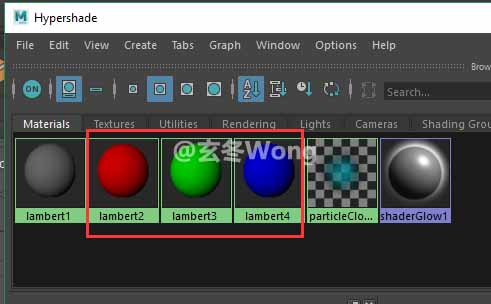 Hypershade
File Edit View Create Tabs Graph Window Options Help
Brow
ON
Search...
Materials Textures Utilities Rendering Lights Cameras Shading Grou
@玄冬Wong
lambert1 lambert2 lambert3 lambert4 particleClo... shaderGlow1